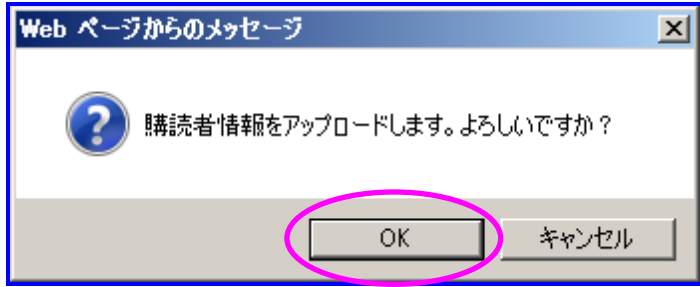 Web ページからのメッセージ
購読者情報をアップロードします。よろしいですか？
OK
キャンセル